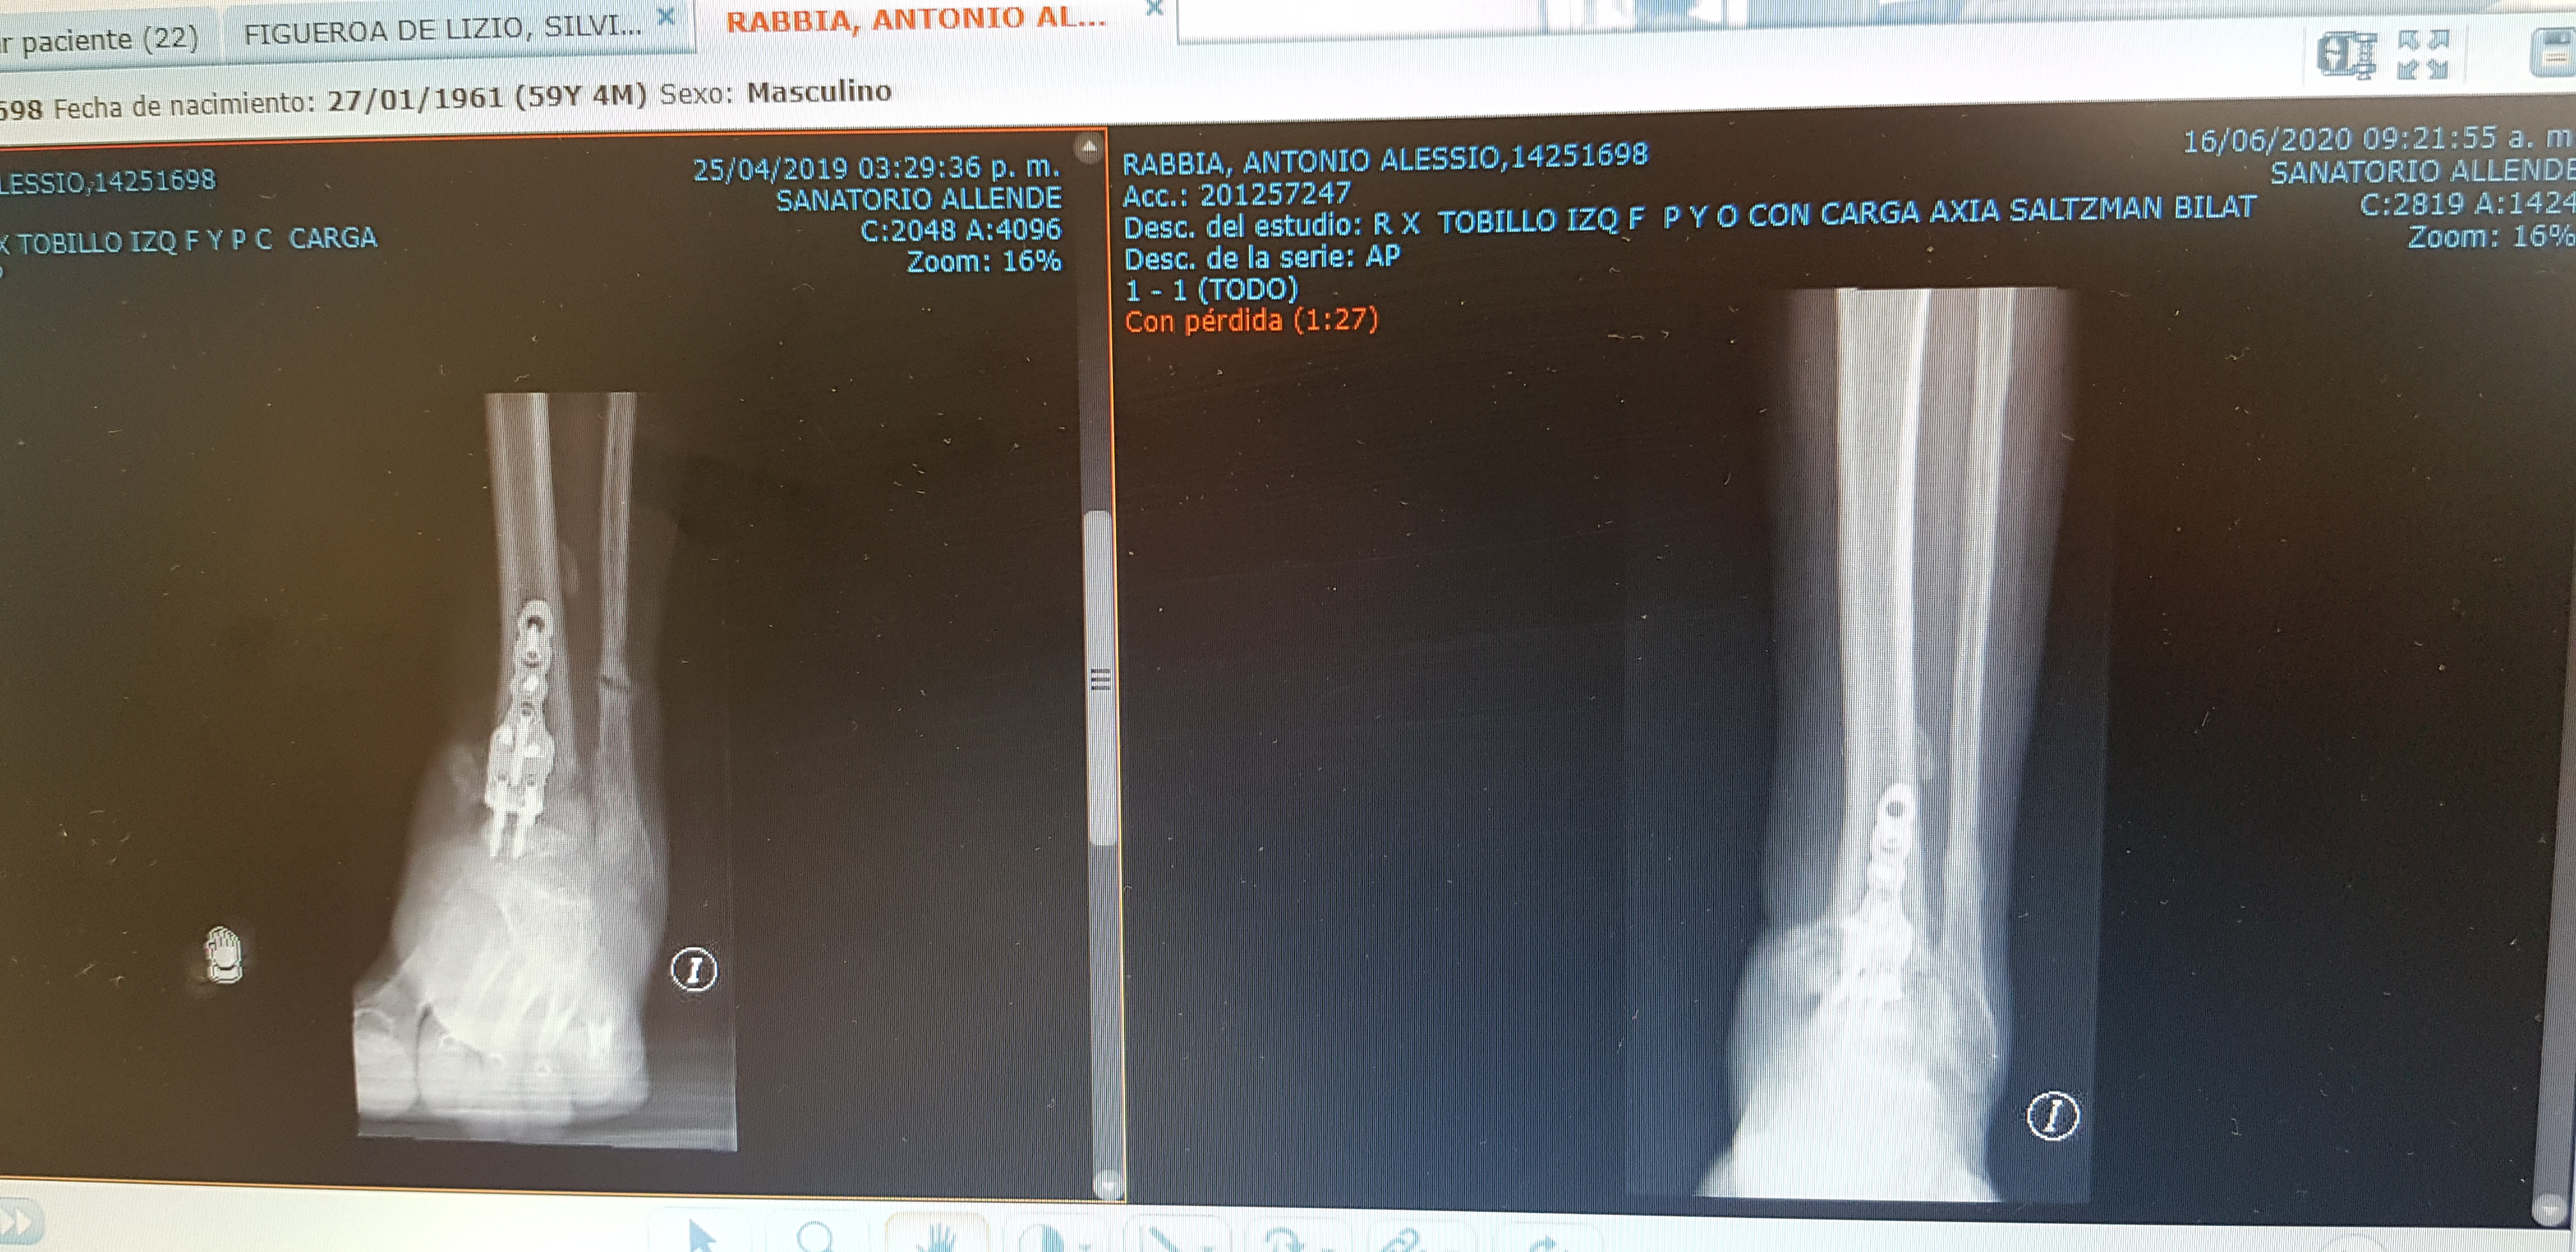 r paciente (22)
FIGUEROA DE LIZIO, SILVI...
RABBIA, ANTONIO AL...
698 Fecha de nacimiento: 27/01/1961 (59Y 4M) Sexo: Masculino
LESSIO,14251698
X TOBILLO IZQ F Y P C CARGA
25/04/2019 03:29:36 p. m.
SANATORIO ALLENDE
C:2048 A:4096
Zoom: 16%
I
RABBIA, ANTONIO ALESSIO,14251698
Acc.: 201257247
Desc. del estudio: R X TOBILLO IZQ F P Y O CON CARGA AXIA SALTZMAN BILAT
Desc. de la serie: AP
1 - 1 (TODO)
Con pérdida (1:27)
16/06/2020 09:21:55 a. m
SANATORIO ALLENDE
C:2819 A:1424
Zoom: 16%
I